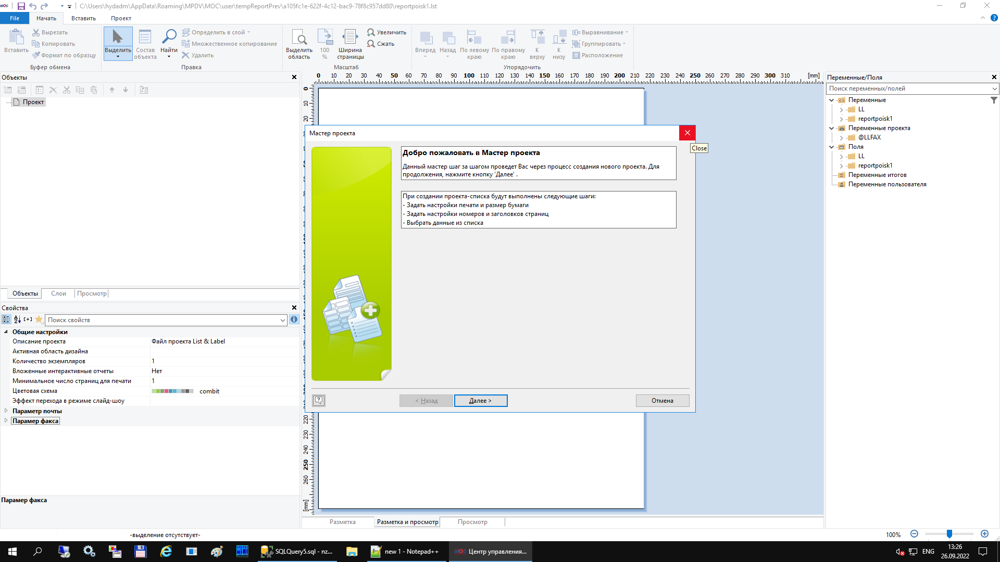 C:\Users\hydadm\AppData\Roaming\MPDV\MOC\user\tempReportPrev\a105fc1e-622f-4c12-bac9-78f8c957dd80\reportpoisk1.lst
File
Начать
Вставить
Проект
Вставить
Вырезать
Копировать
Формат по образцу
Буфер обмена
Выделить
Состав объекта
Найти
Определить в слой
Множественное копирование
Удалить
Правка
Выделить область
100 %
Ширина страницы
Увеличить
Сжать
Масштаб
Вперед
Назад
По левому краю
По правому краю
К верху
К низу
Выравнивание
Группировать
Расположение
Упорядочить
Объекты
Проект
Объекты
Слои
Просмотр
Свойства
Поиск свойств
Общие настройки
Описание проекта Файл проекта List & Label
Активная область дизайна
Количество экземпляров 1
Вложенные интерактивные отчеты Нет
Минимальное число страниц для печати 1
Цветовая схема combit
Эффект перехода в режиме слайд-шоу
Параметр почты
Парамер факса
Парамер факса
0 10 20 30 40 50 60 70 80 90 100 110 120 130 140 150 160 170 180 190 200 210 220 230 240 250 260 270 280 290 300 310 [mm]
0
10
20
220
230
240
250
260
[mm]
Мастер проекта
Close
Добро пожаловать в Мастер проекта
Данный мастер шаг за шагом проведет Вас через процесс создания нового проекта. Для
продолжения, нажмите кнопку 'Далее' .
При создании проекта-списка будут выполнены следующие шаги:
- Задать настройки печати и размер бумаги
- Задать настройки номеров и заголовков страниц
- Выбрать данные из списка
< Назад
Далее >
Отмена
Разметка
Разметка и просмотр
Просмотр
Переменные/Поля
Поиск переменных/полей
Переменные
LL
reportpoisk1
Переменные проекта
@LLFAX
Поля
LL
reportpoisk1
Переменные итогов
Переменные пользователя
-выделение отсутствует-
100%
SQLQuery5.sql - nz...
new 1 - Notepad++
MOC
Центр управления...
ENG
13:26
26.09.2022